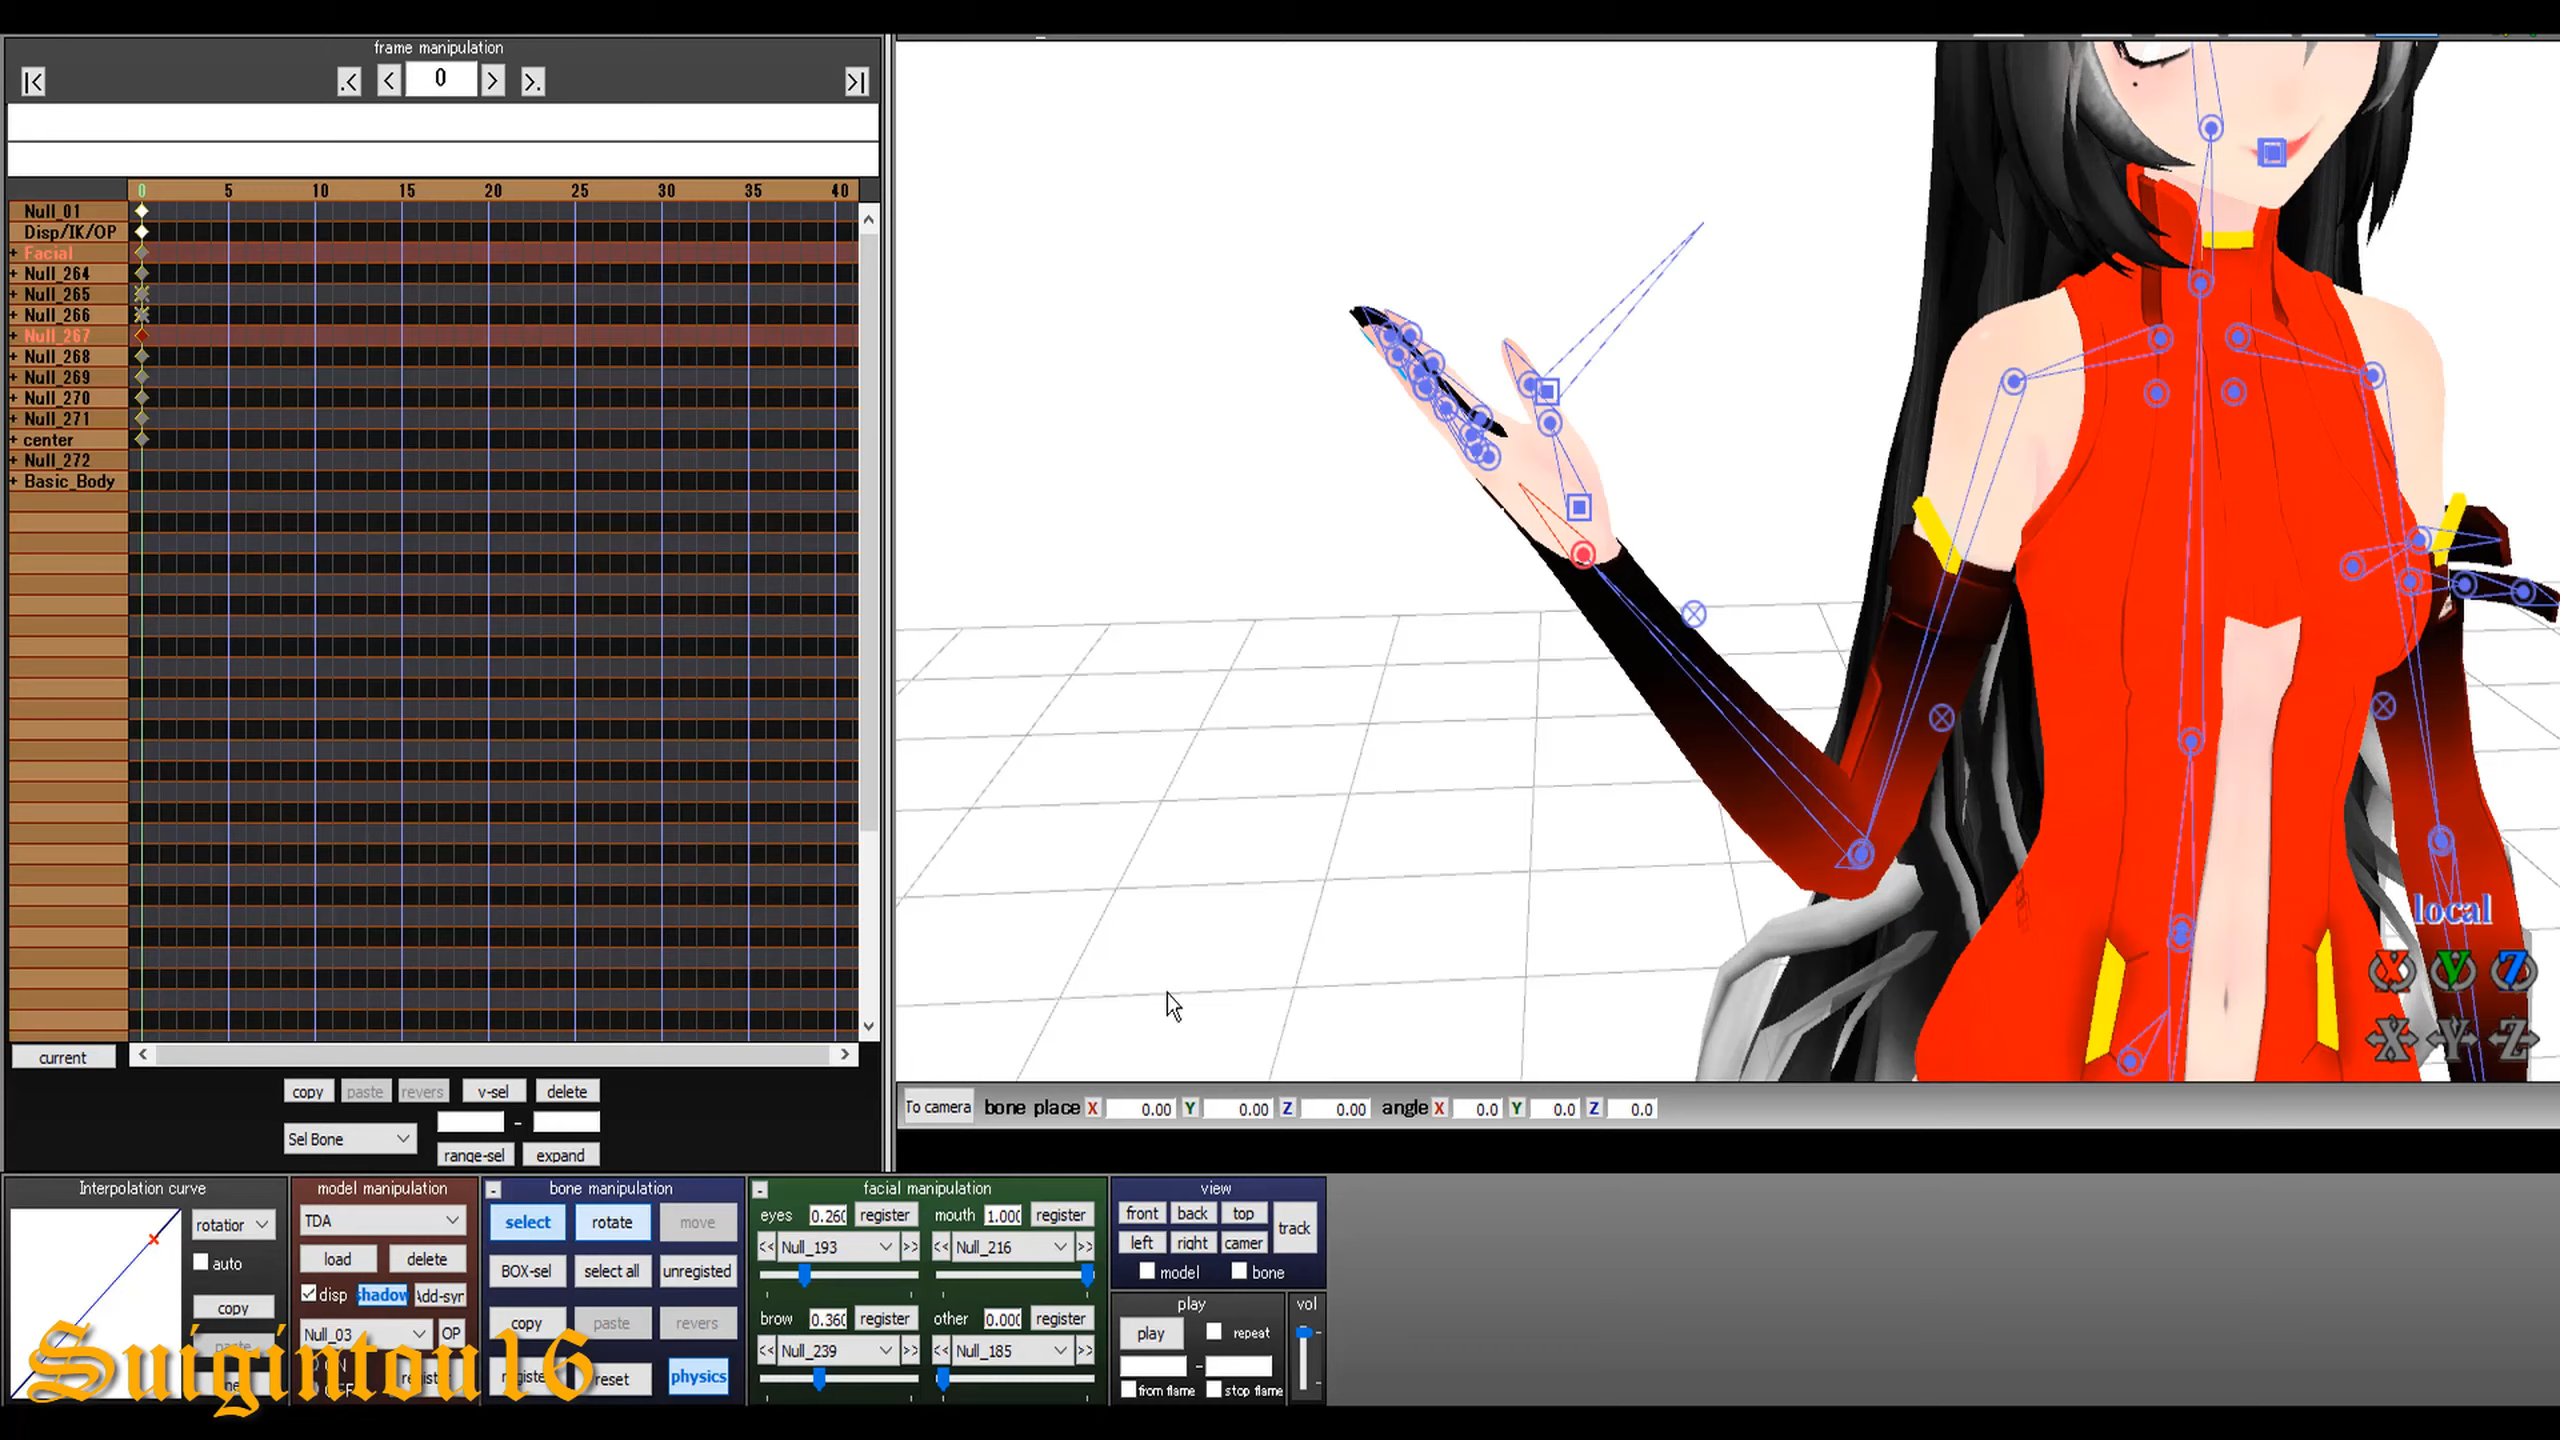 frame manipulation
|< .< < 0 > >. >|
0 5 10 15 20 25 30 35 40
Null_01
Disp/IK/OP
+ Facial
+ Null_264
+ Null_265
+ Null_266
+ Null_267
+ Null_268
+ Null_269
+ Null_270
+ Null_271
+ center
+ Null_272
+ Basic_Body
current
copy paste revers v-sel delete
Sel Bone
-
range-sel expand
local
X Y Z
X Y Z
To camera bone place X 0.00 Y 0.00 Z 0.00 angle X 0.0 Y 0.0 Z 0.0
Interpolation curve
rotation
auto
copy
paste
model manipulation
TDA
load delete
disp shadow Add-syn
Null_03 OP
register
- bone manipulation
select rotate move
BOX-sel select all unregisted
copy paste revers
register reset physics
- facial manipulation
eyes 0.260 register mouth 1.000 register
<< Null_193 >> << Null_216 >>
brow 0.360 register other 0.000 register
<< Null_239 >> << Null_185 >>
view
front back top track
left right camer
model bone
play
play repeat
-
from flame stop flame
vol
Suigintou16